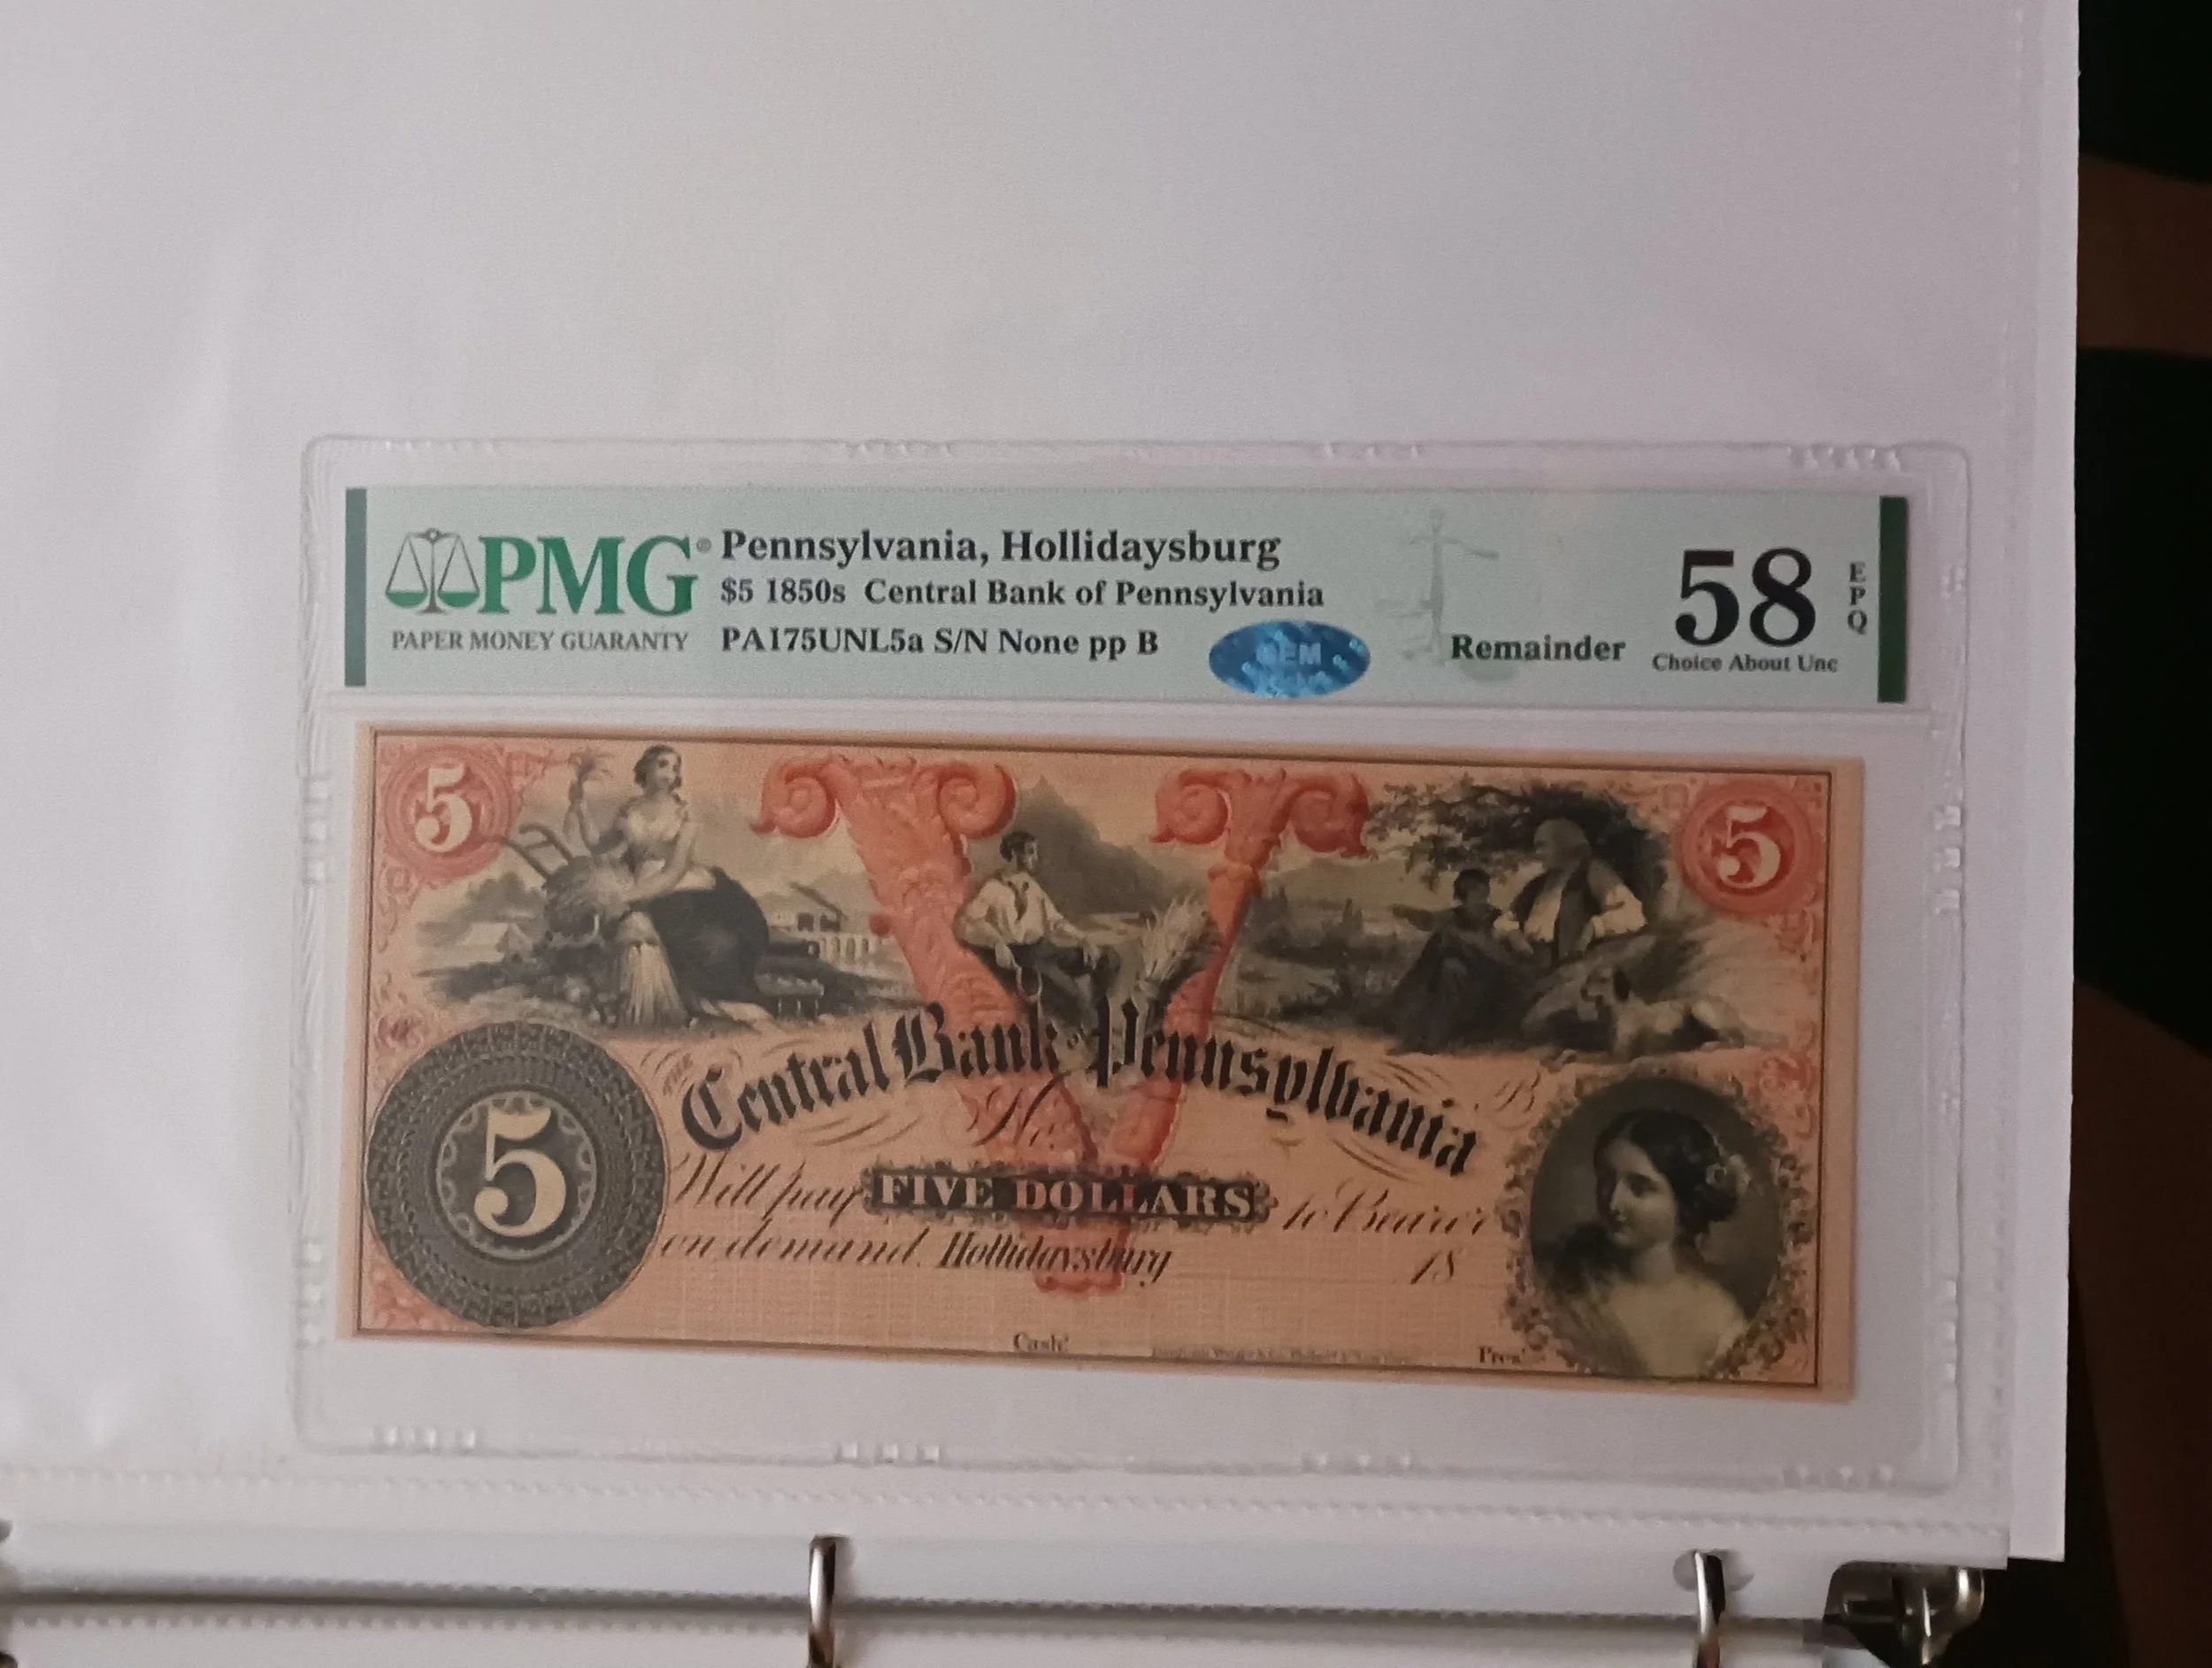 PMG®
PAPER MONEY GUARANTY
Pennsylvania, Hollidaysburg
$5 1850s Central Bank of Pennsylvania
PA175UNL5a S/N None pp B
Remainder
58
EPQ
Choice About Unc
5
5
THE
Central Bank of Pennsylvania
No.
B
5
Will pay FIVE DOLLARS to Bearer
on demand. Hollidaysburg 18
Cash.r
Pres.t